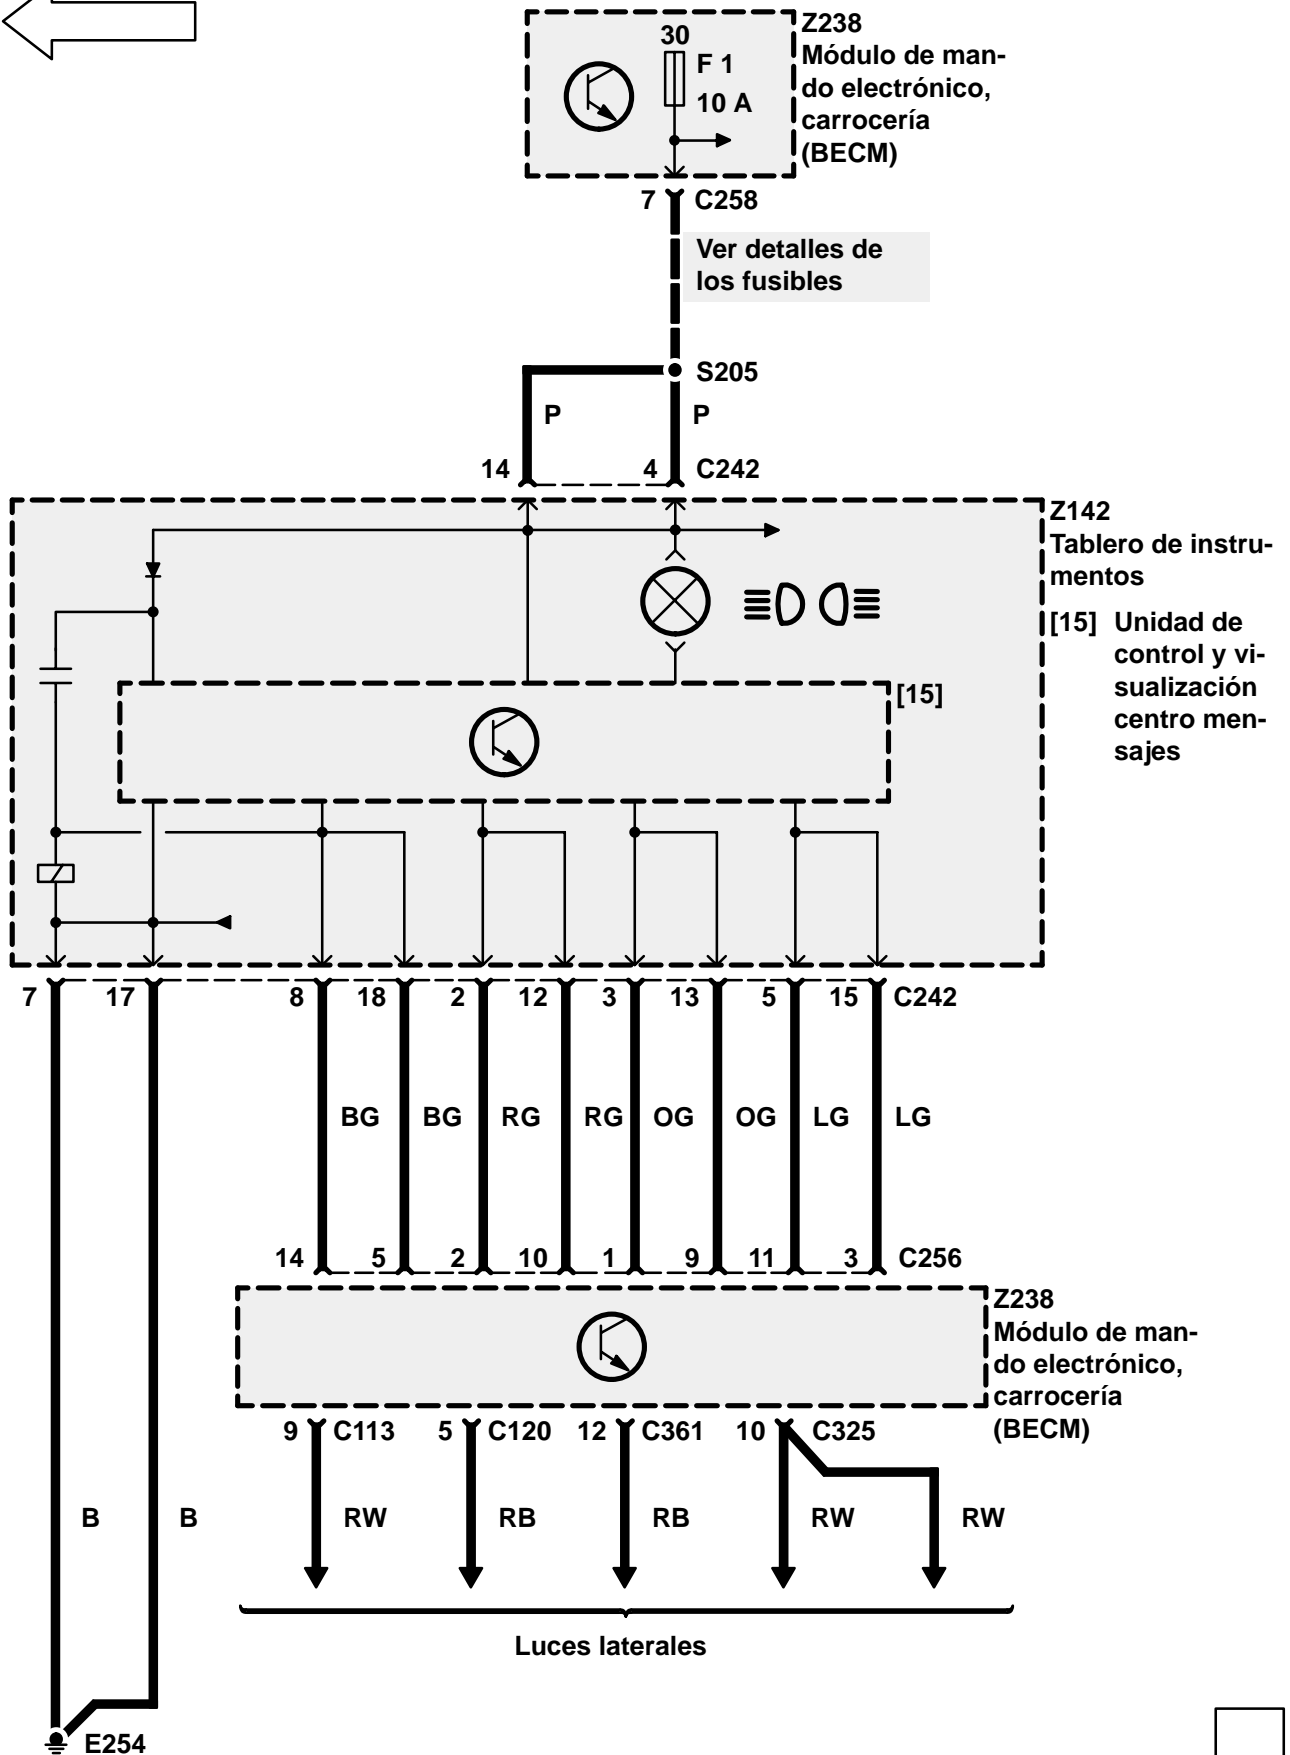 30
F 1
10 A
Z238
Módulo de man-
do electrónico,
carrocería
(BECM)
7 C258
Ver detalles de
los fusibles
S205
P P
14 4 C242
Z142
Tablero de instru-
mentos
[15] Unidad de
control y vi-
sualización
centro men-
sajes
[15]
7 17 8 18 2 12 3 13 5 15 C242
BG BG RG RG OG OG LG LG
14 5 2 10 1 9 11 3 C256
Z238
Módulo de man-
do electrónico,
carrocería
(BECM)
9 C113 5 C120 12 C361 10 C325
B B RW RB RB RW RW
Luces laterales
E254